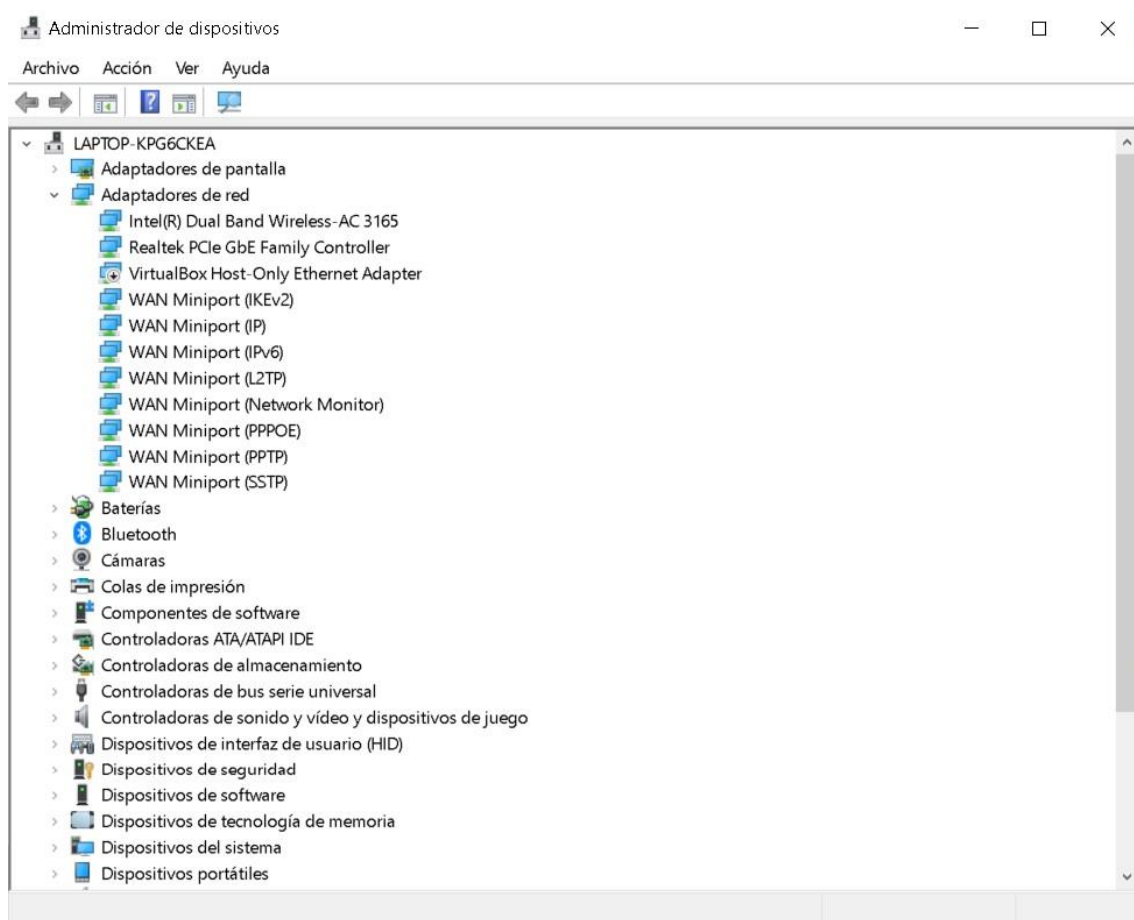 Administrador de dispositivos
Archivo Acción Ver Ayuda
LAPTOP-KPG6CKEA
Adaptadores de pantalla
Adaptadores de red
Intel(R) Dual Band Wireless-AC 3165
Realtek PCIe GbE Family Controller
VirtualBox Host-Only Ethernet Adapter
WAN Miniport (IKEv2)
WAN Miniport (IP)
WAN Miniport (IPv6)
WAN Miniport (L2TP)
WAN Miniport (Network Monitor)
WAN Miniport (PPPOE)
WAN Miniport (PPTP)
WAN Miniport (SSTP)
Baterías
Bluetooth
Cámaras
Colas de impresión
Componentes de software
Controladoras ATA/ATAPI IDE
Controladoras de almacenamiento
Controladoras de bus serie universal
Controladoras de sonido y vídeo y dispositivos de juego
Dispositivos de interfaz de usuario (HID)
Dispositivos de seguridad
Dispositivos de software
Dispositivos de tecnología de memoria
Dispositivos del sistema
Dispositivos portátiles